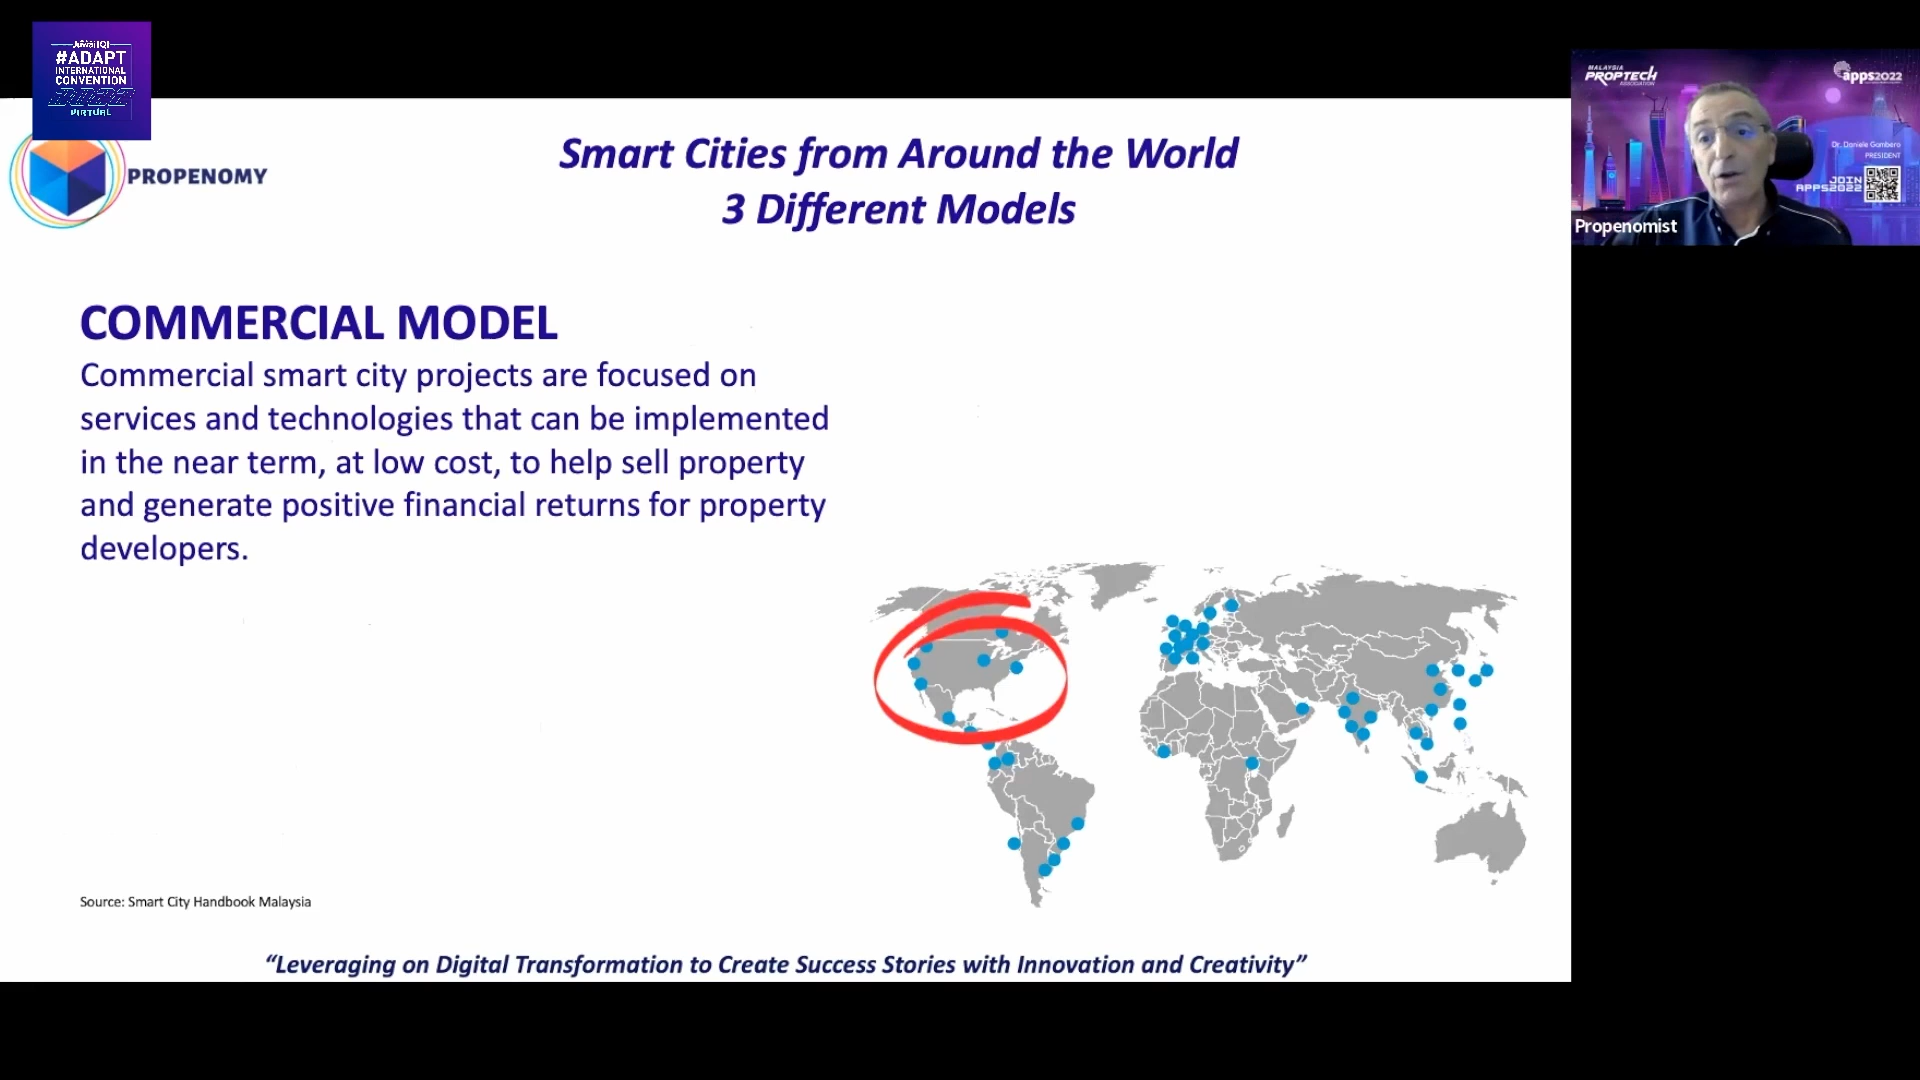 JUWAI IQI
#ADAPT
INTERNATIONAL
CONVENTION
2022
VIRTUAL
PROPENOMY
Smart Cities from Around the World
3 Different Models
COMMERCIAL MODEL
Commercial smart city projects are focused on
services and technologies that can be implemented
in the near term, at low cost, to help sell property
and generate positive financial returns for property
developers.
Source: Smart City Handbook Malaysia
“Leveraging on Digital Transformation to Create Success Stories with Innovation and Creativity”
MALAYSIA
PROPTECH
ASSOCIATION
apps2022
Dr. Daniele Gambero
PRESIDENT
JOIN
APPS2022
Propenomist